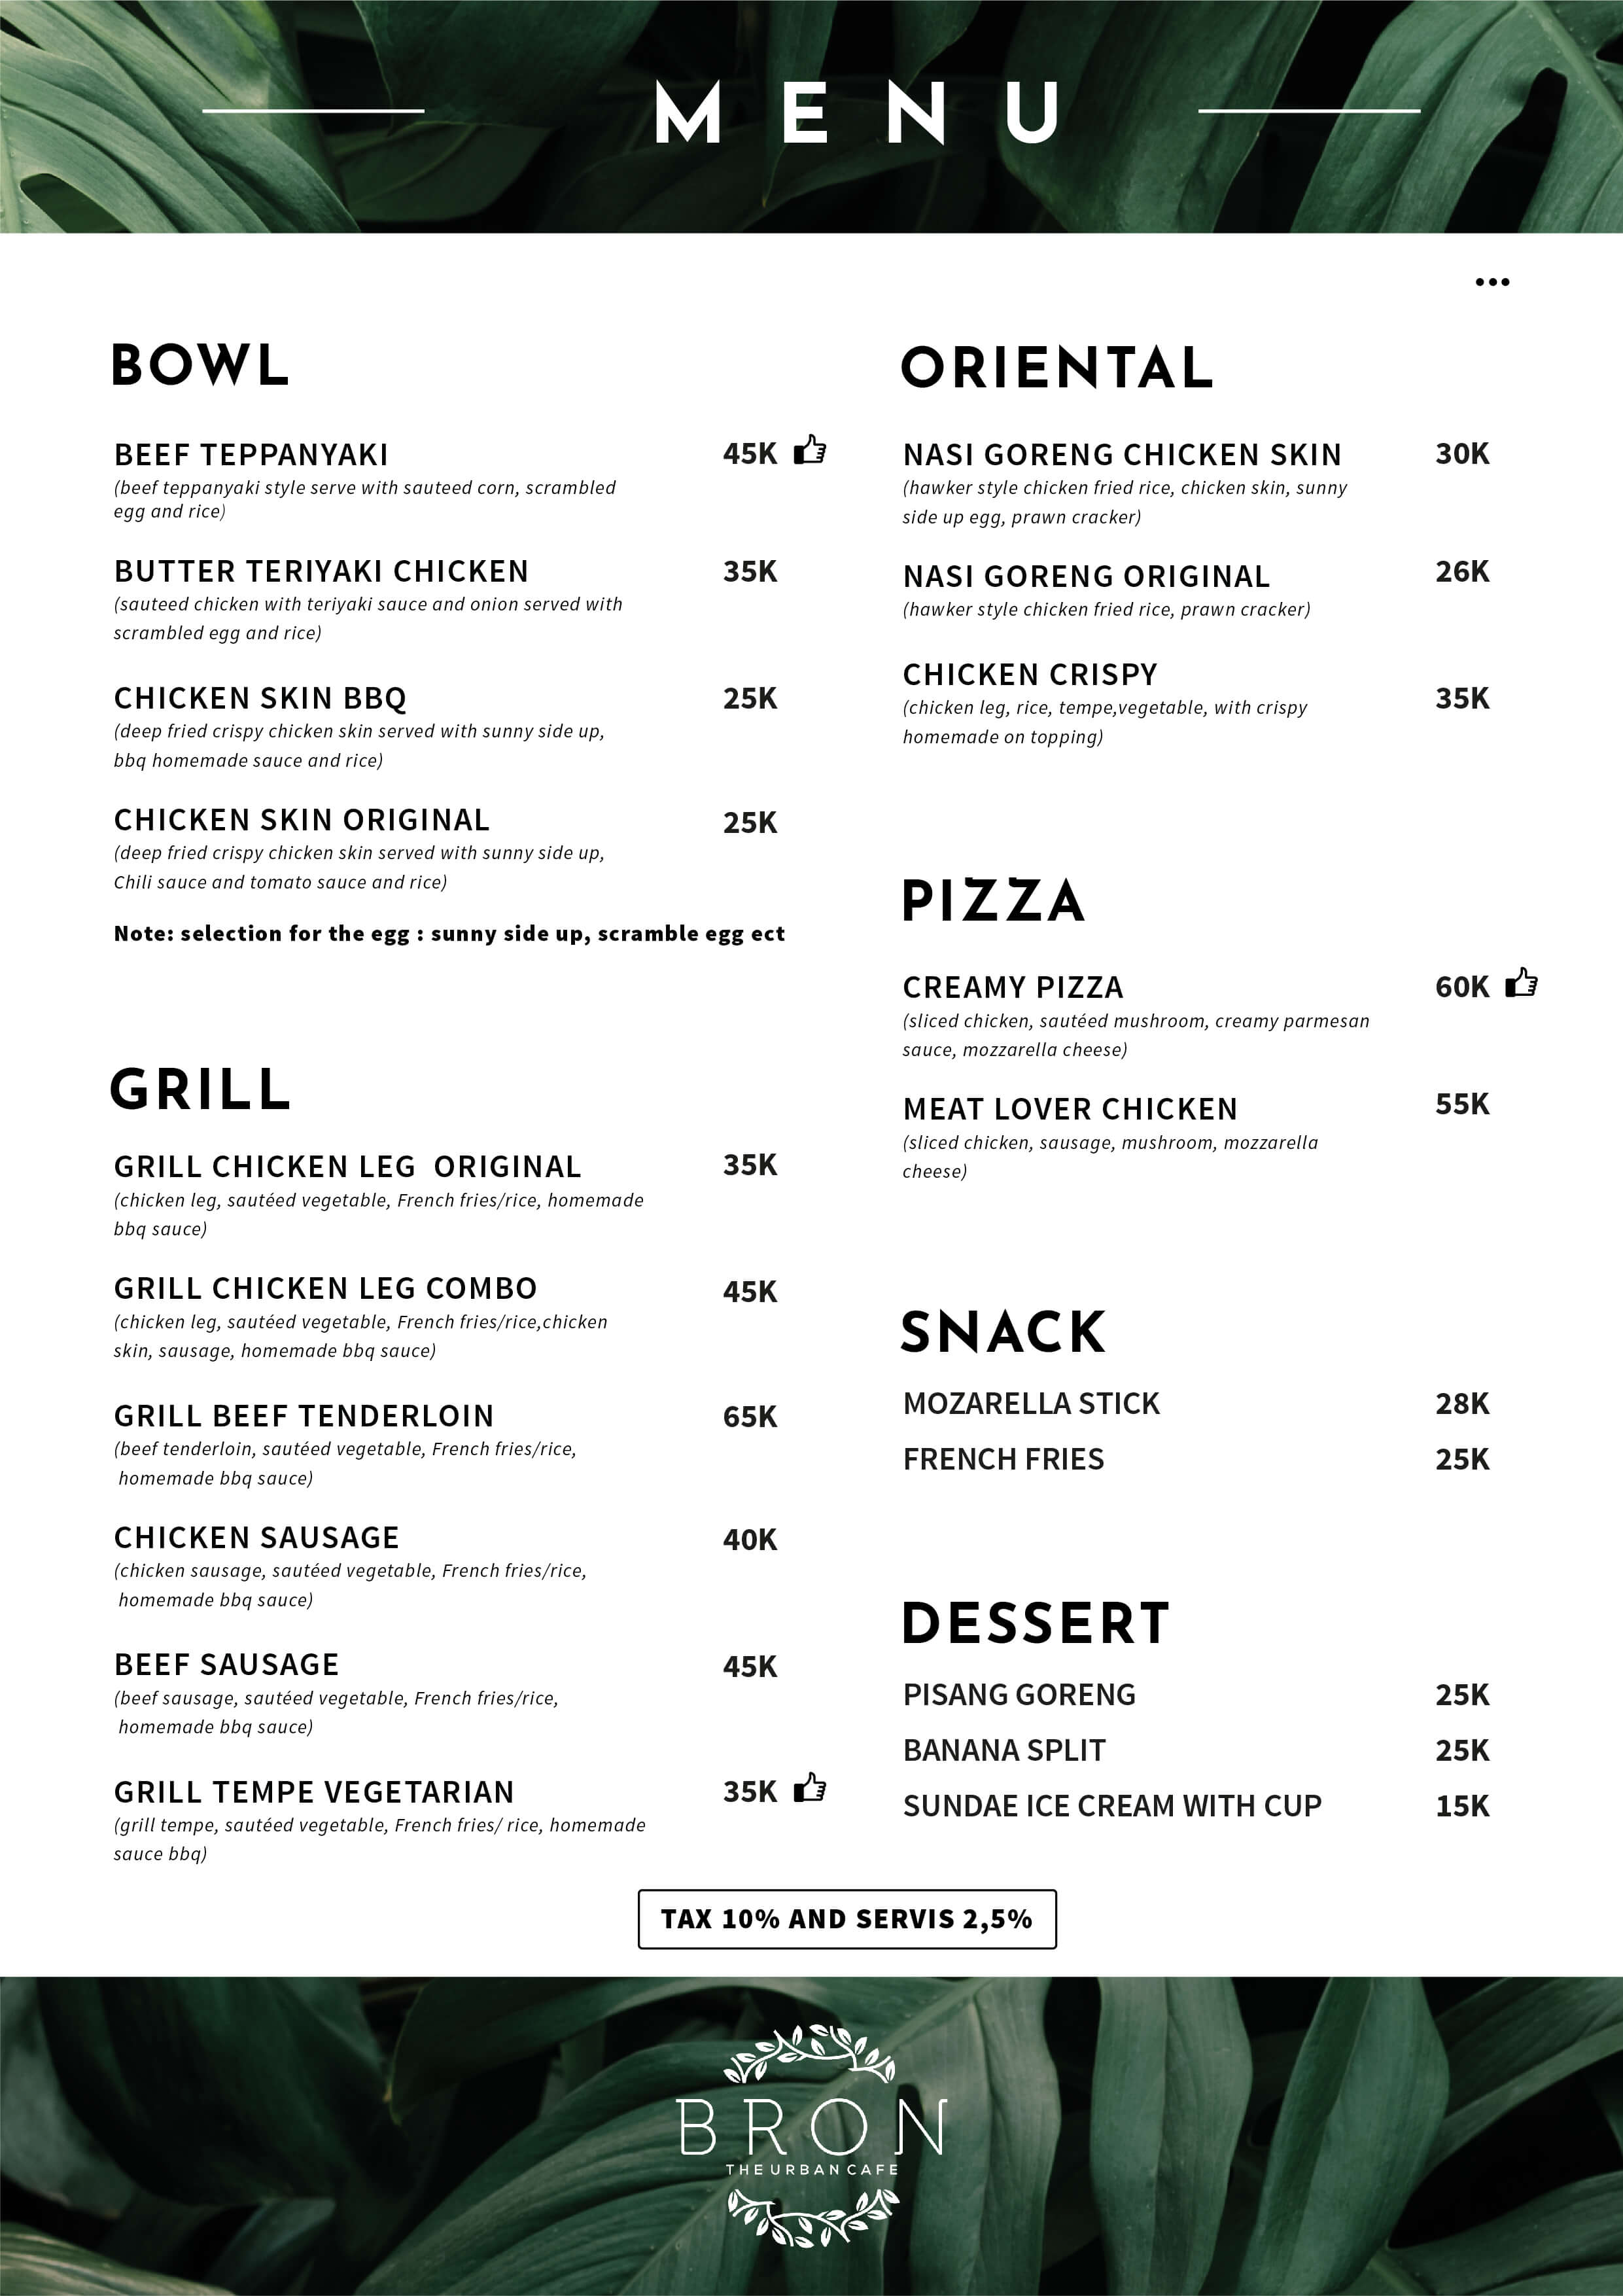 MENU
BOWL
BEEF TEPPANYAKI 45K
(beef teppanyaki style serve with sauteed corn, scrambled
egg and rice)
BUTTER TERIYAKI CHICKEN 35K
(sauteed chicken with teriyaki sauce and onion served with
scrambled egg and rice)
CHICKEN SKIN BBQ 25K
(deep fried crispy chicken skin served with sunny side up,
bbq homemade sauce and rice)
CHICKEN SKIN ORIGINAL 25K
(deep fried crispy chicken skin served with sunny side up,
Chili sauce and tomato sauce and rice)
Note: selection for the egg : sunny side up, scramble egg ect
GRILL
GRILL CHICKEN LEG ORIGINAL 35K
(chicken leg, sautéed vegetable, French fries/rice, homemade
bbq sauce)
GRILL CHICKEN LEG COMBO 45K
(chicken leg, sautéed vegetable, French fries/rice,chicken
skin, sausage, homemade bbq sauce)
GRILL BEEF TENDERLOIN 65K
(beef tenderloin, sautéed vegetable, French fries/rice,
homemade bbq sauce)
CHICKEN SAUSAGE 40K
(chicken sausage, sautéed vegetable, French fries/rice,
homemade bbq sauce)
BEEF SAUSAGE 45K
(beef sausage, sautéed vegetable, French fries/rice,
homemade bbq sauce)
GRILL TEMPE VEGETARIAN 35K
(grill tempe, sautéed vegetable, French fries/ rice, homemade
sauce bbq)
ORIENTAL
NASI GORENG CHICKEN SKIN 30K
(hawker style chicken fried rice, chicken skin, sunny
side up egg, prawn cracker)
NASI GORENG ORIGINAL 26K
(hawker style chicken fried rice, prawn cracker)
CHICKEN CRISPY 35K
(chicken leg, rice, tempe,vegetable, with crispy
homemade on topping)
PIZZA
CREAMY PIZZA 60K
(sliced chicken, sautéed mushroom, creamy parmesan
sauce, mozzarella cheese)
MEAT LOVER CHICKEN 55K
(sliced chicken, sausage, mushroom, mozzarella
cheese)
SNACK
MOZARELLA STICK 28K
FRENCH FRIES 25K
DESSERT
PISANG GORENG 25K
BANANA SPLIT 25K
SUNDAE ICE CREAM WITH CUP 15K
TAX 10% AND SERVIS 2,5%
BRON
THE URBAN CAFE